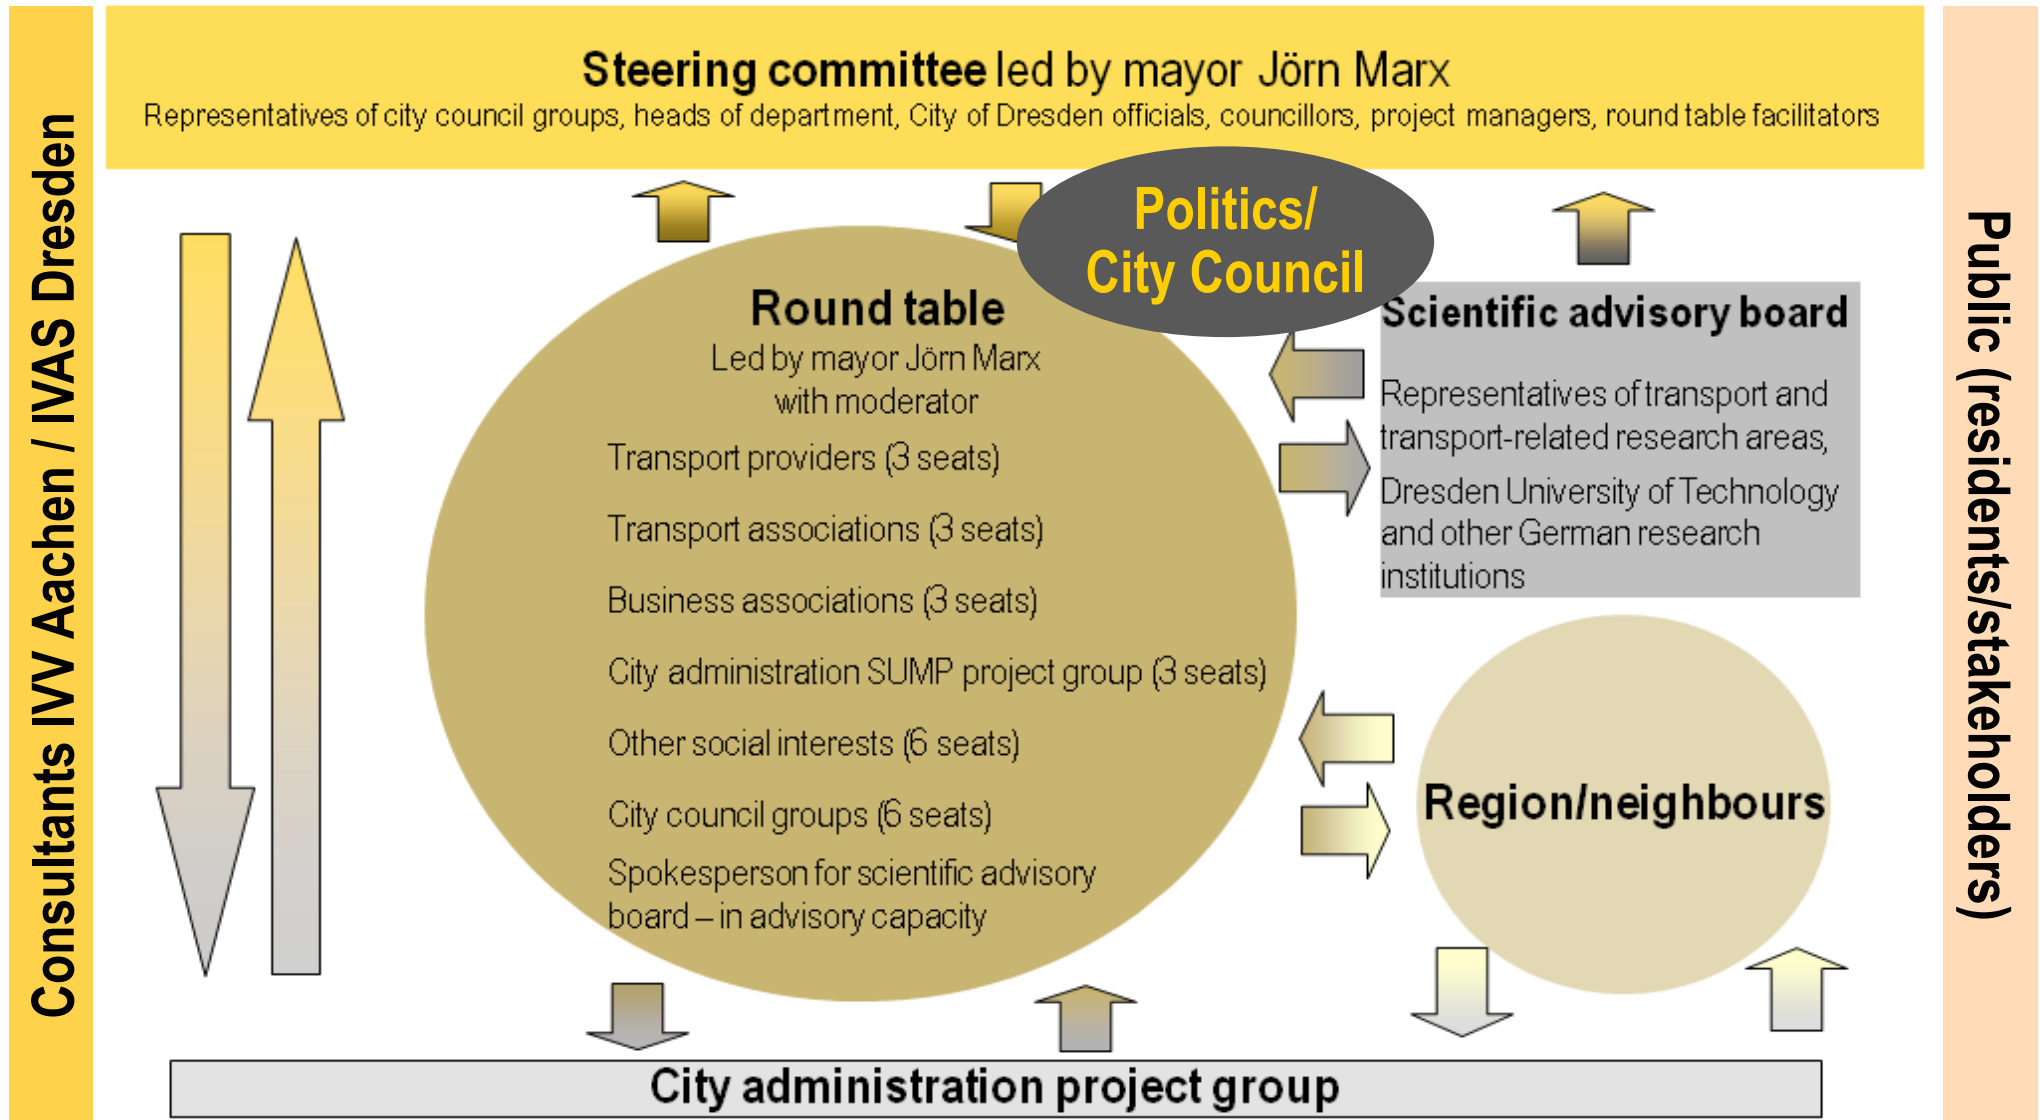 Consultants IVV Aachen / IVAS Dresden
Steering committee led by mayor Jörn Marx
Representatives of city council groups, heads of department, City of Dresden officials, councillors, project managers, round table facilitators
Politics/
City Council
Round table
Led by mayor Jörn Marx
with moderator
Transport providers (3 seats)
Transport associations (3 seats)
Business associations (3 seats)
City administration SUMP project group (3 seats)
Other social interests (6 seats)
City council groups (6 seats)
Spokesperson for scientific advisory
board – in advisory capacity
Scientific advisory board
Representatives of transport and
transport-related research areas,
Dresden University of Technology
and other German research
institutions
Region/neighbours
City administration project group
Public (residents/stakeholders)